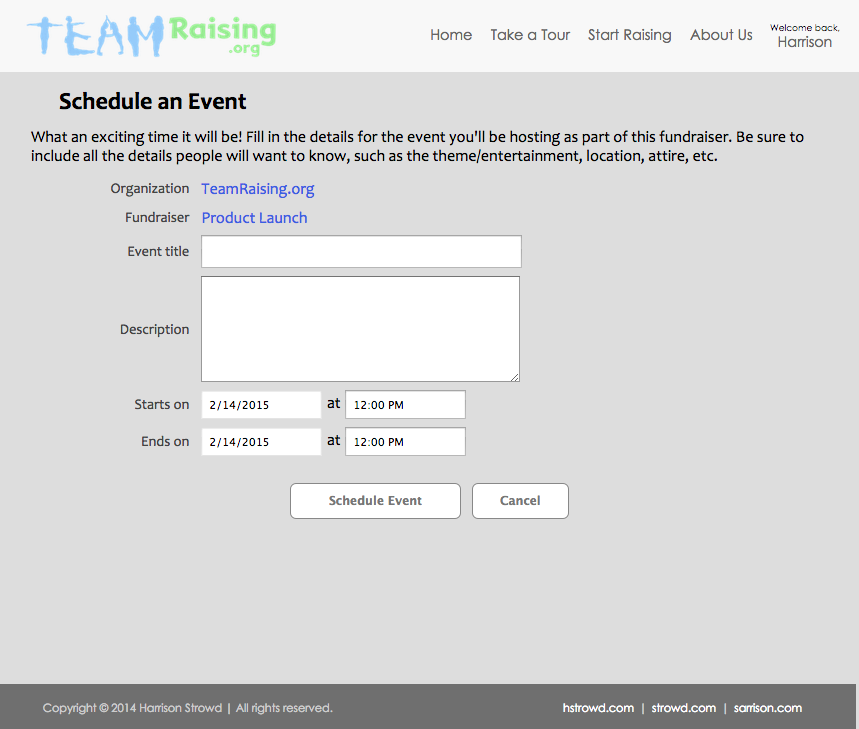 TEAM Raising .org
Home Take a Tour Start Raising About Us Welcome back, Harrison
Schedule an Event
What an exciting time it will be! Fill in the details for the event you'll be hosting as part of this fundraiser. Be sure to
include all the details people will want to know, such as the theme/entertainment, location, attire, etc.
Organization TeamRaising.org
Fundraiser Product Launch
Event title
Description
Starts on 2/14/2015 at 12:00 PM
Ends on 2/14/2015 at 12:00 PM
Schedule Event Cancel
Copyright © 2014 Harrison Strowd | All rights reserved. hstrowd.com | strowd.com | sarrison.com